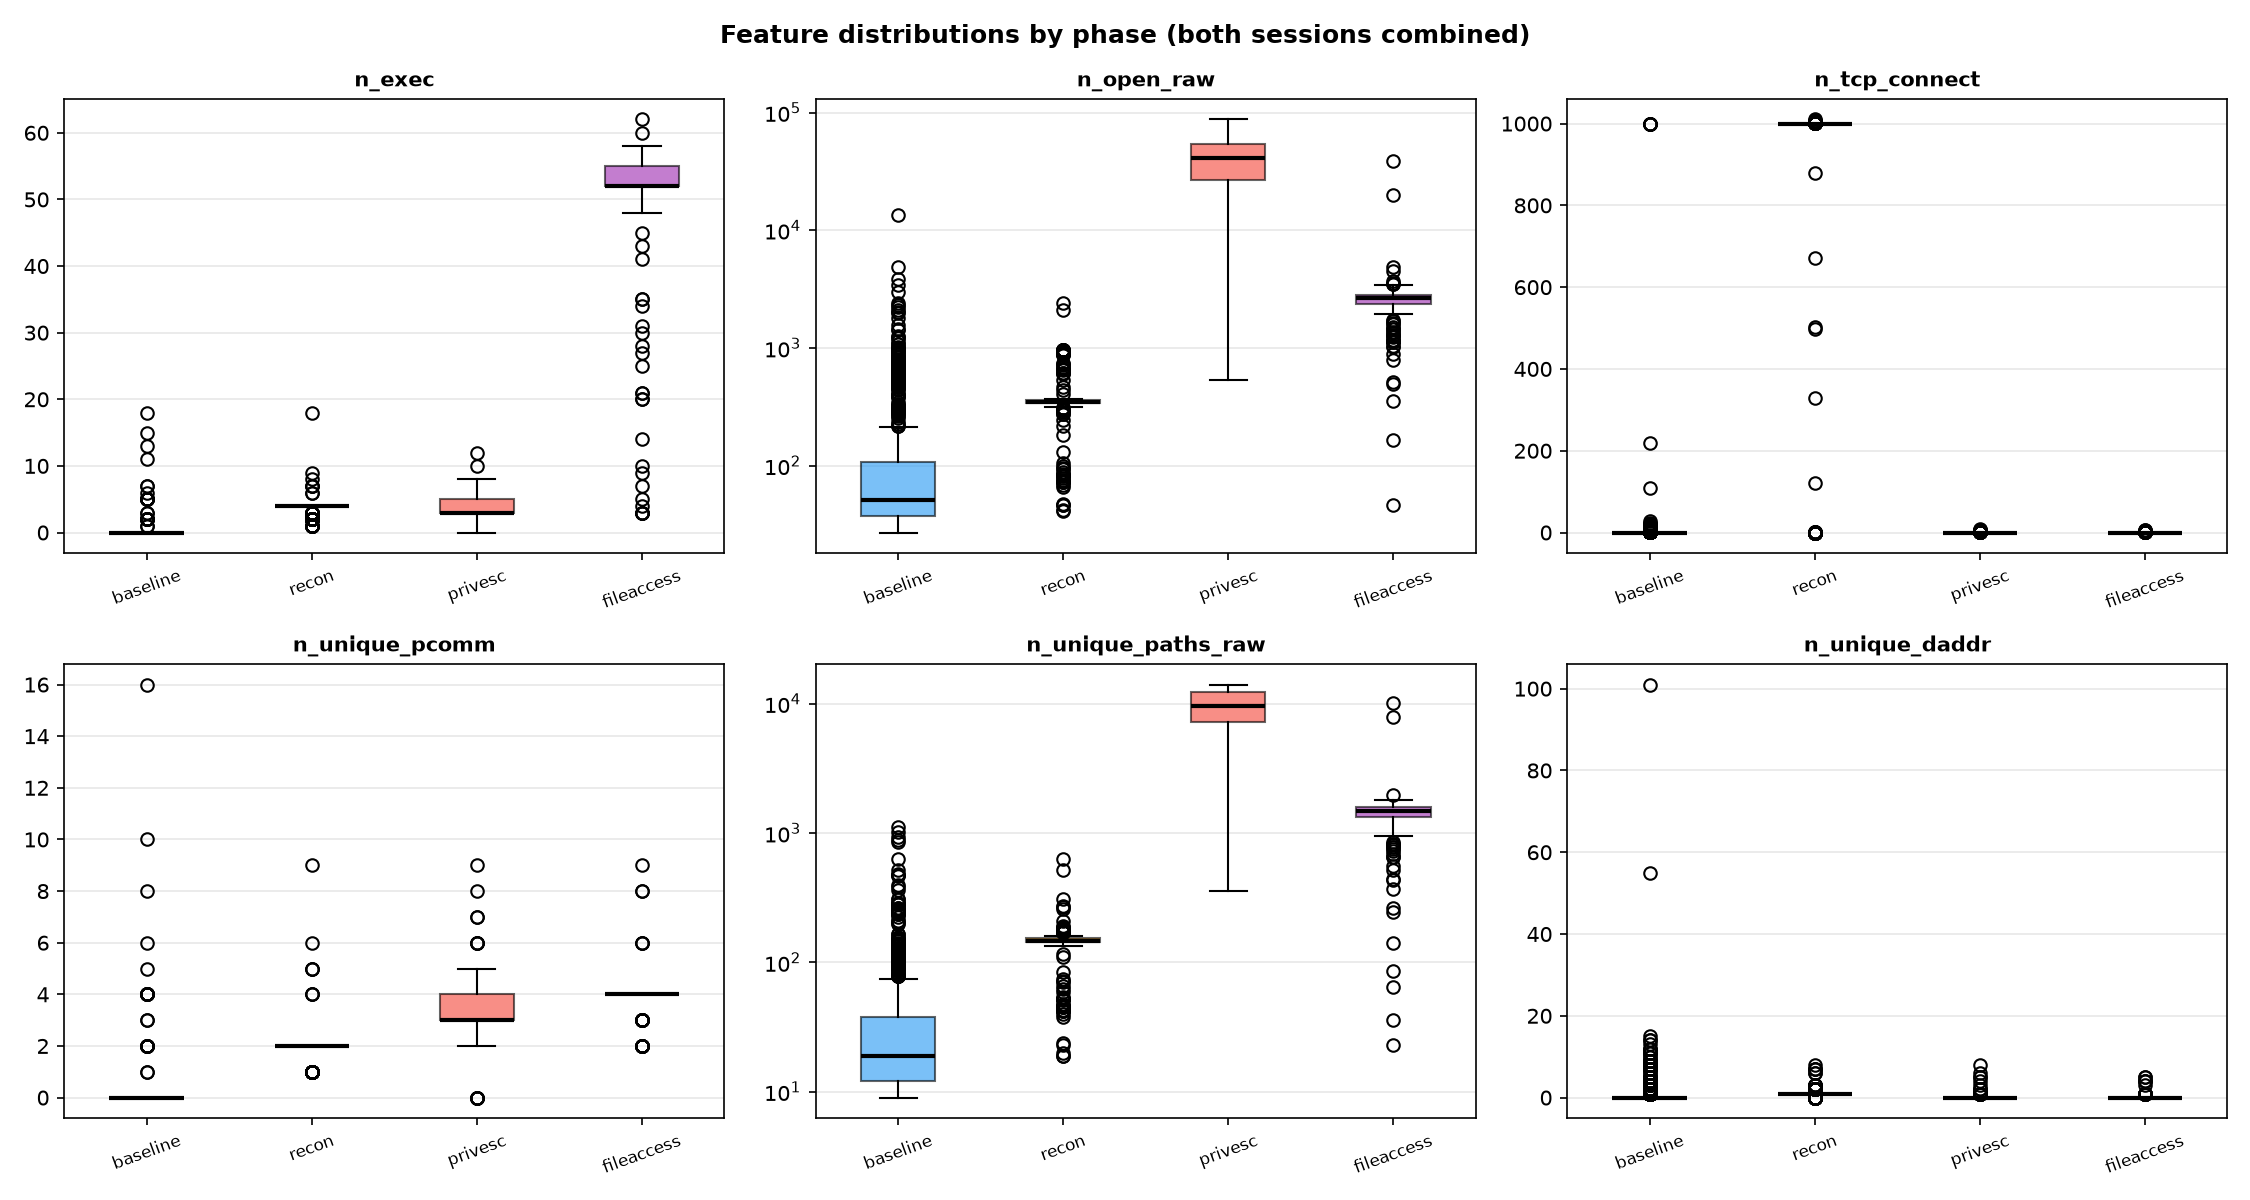 Feature distributions by phase (both sessions combined)
n_exec
60
50
40
30
20
10
0
baseline
recon
privesc
fileaccess
n_open_raw
10^5
10^4
10^3
10^2
baseline
recon
privesc
fileaccess
n_tcp_connect
1000
800
600
400
200
0
baseline
recon
privesc
fileaccess
n_unique_pcomm
16
14
12
10
8
6
4
2
0
baseline
recon
privesc
fileaccess
n_unique_paths_raw
10^4
10^3
10^2
10^1
baseline
recon
privesc
fileaccess
n_unique_daddr
100
80
60
40
20
0
baseline
recon
privesc
fileaccess